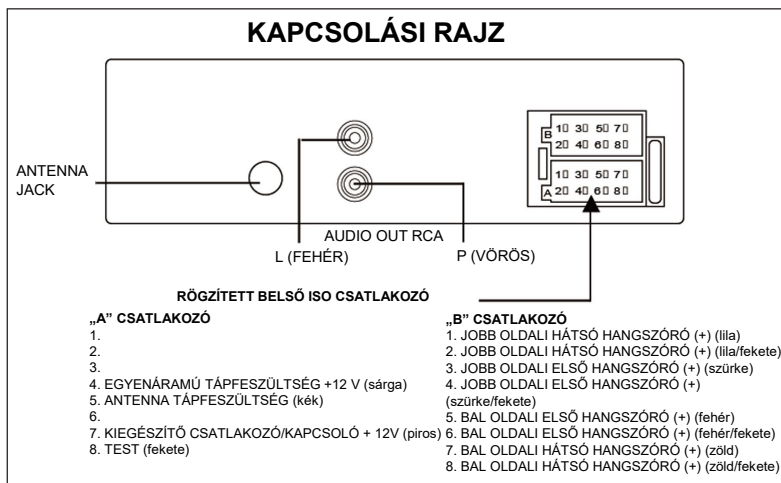 KAPCSOLÁSI RAJZ
B 1 3 5 7
2 4 6 8
1 3 5 7
A 2 4 6 8
ANTENNA
JACK
AUDIO OUT RCA
L (FEHÉR)
P (VÖRÖS)
RÖGZÍTETT BELSŐ ISO CSATLAKOZÓ
„A” CSATLAKOZÓ
1.
2.
3.
4. EGYENÁRAMÚ TÁPFESZÜLTSÉG +12 V (sárga)
5. ANTENNA TÁPFESZÜLTSÉG (kék)
6.
7. KIEGÉSZÍTŐ CSATLAKOZÓ/KAPCSOLÓ + 12V (piros)
8. TEST (fekete)
„B” CSATLAKOZÓ
1. JOBB OLDALI HÁTSÓ HANGSZÓRÓ (+) (lila)
2. JOBB OLDALI HÁTSÓ HANGSZÓRÓ (+) (lila/fekete)
3. JOBB OLDALI ELSŐ HANGSZÓRÓ (+) (szürke)
4. JOBB OLDALI ELSŐ HANGSZÓRÓ (+)
(szürke/fekete)
5. BAL OLDALI ELSŐ HANGSZÓRÓ (+) (fehér)
6. BAL OLDALI ELSŐ HANGSZÓRÓ (+) (fehér/fekete)
7. BAL OLDALI HÁTSÓ HANGSZÓRÓ (+) (zöld)
8. BAL OLDALI HÁTSÓ HANGSZÓRÓ (+) (zöld/fekete)